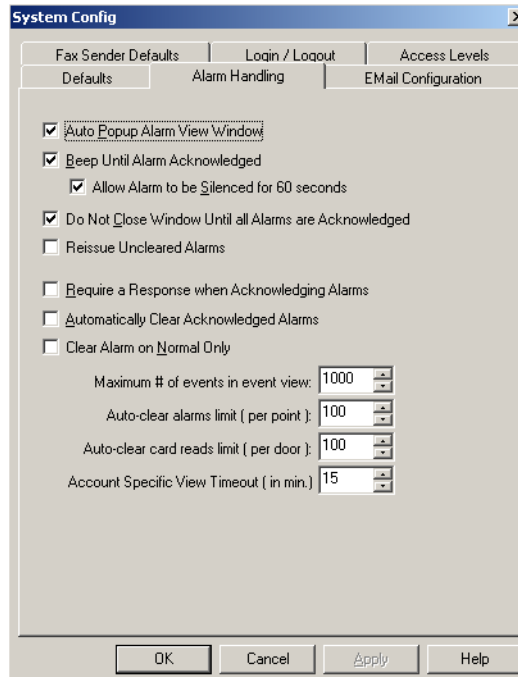 System Config
Fax Sender Defaults Login / Logout Access Levels
Defaults Alarm Handling EMail Configuration
Auto Popup Alarm View Window
Beep Until Alarm Acknowledged
Allow Alarm to be Silenced for 60 seconds
Do Not Close Window Until all Alarms are Acknowledged
Reissue Uncleared Alarms
Require a Response when Acknowledging Alarms
Automatically Clear Acknowledged Alarms
Clear Alarm on Normal Only
Maximum # of events in event view: 1000
Auto-clear alarms limit ( per point ): 100
Auto-clear card reads limit ( per door ): 100
Account Specific View Timeout ( in min.) 15
OK Cancel Apply Help